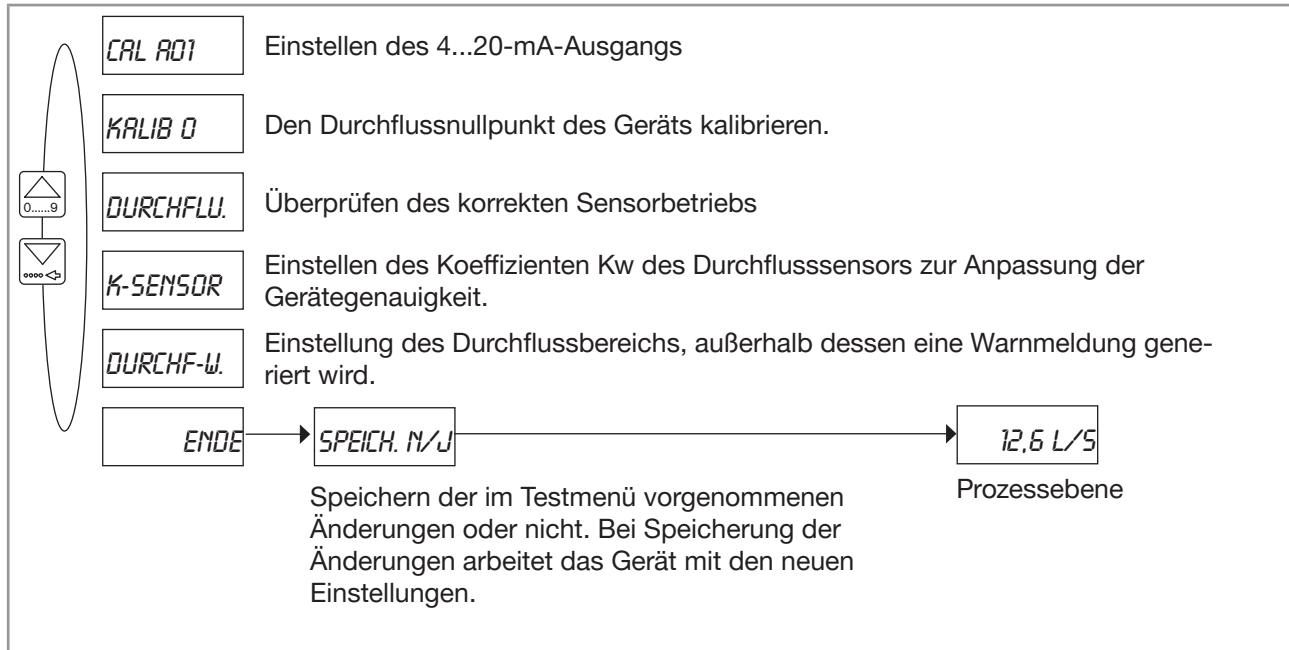 CAL AO1 Einstellen des 4...20-mA-Ausgangs
KALIB 0 Den Durchflussnullpunkt des Geräts kalibrieren.
0......9
DURCHFLU. Überprüfen des korrekten Sensorbetriebs
K-SENSOR Einstellen des Koeffizienten Kw des Durchflusssensors zur Anpassung der
Gerätegenauigkeit.
DURCHF-W. Einstellung des Durchflussbereichs, außerhalb dessen eine Warnmeldung gene-
riert wird.
ENDE SPEICH. N/J 12,6 L/S
Speichern der im Testmenü vorgenommenen
Änderungen oder nicht. Bei Speicherung der
Änderungen arbeitet das Gerät mit den neuen
Einstellungen.
Prozessebene